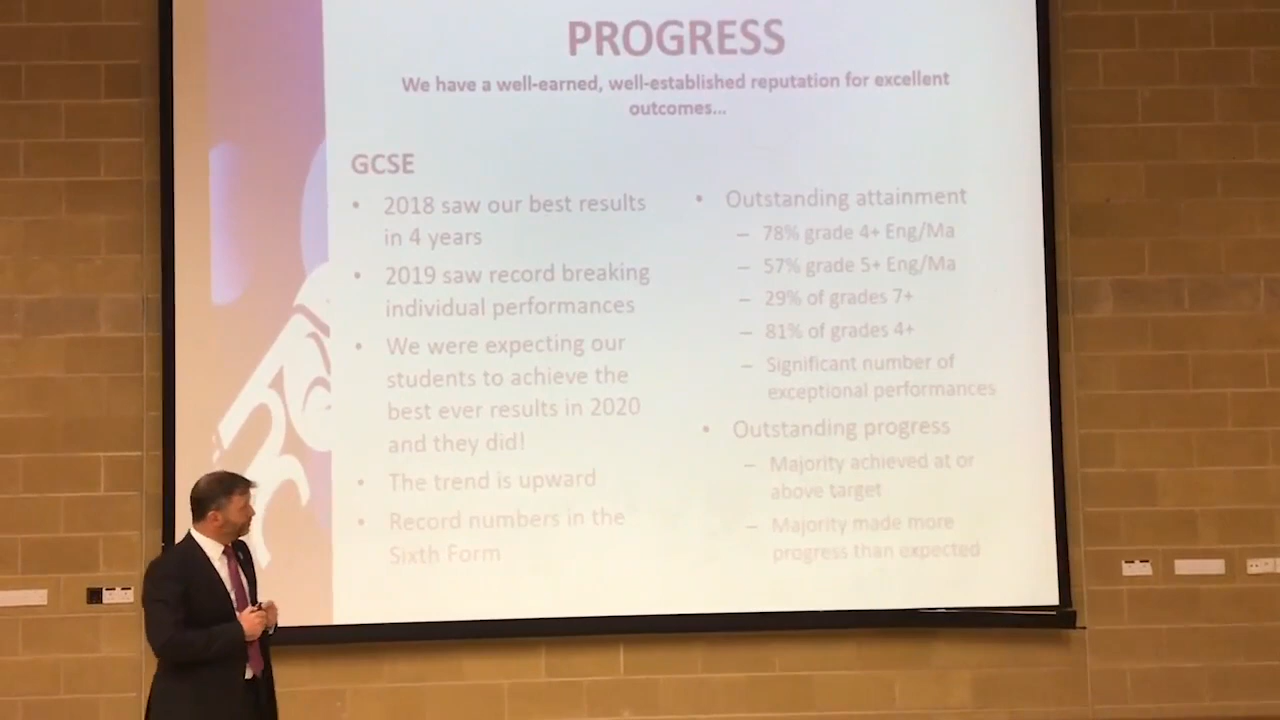 PROGRESS
We have a well-earned, well-established reputation for excellent
outcomes...
GCSE
• 2018 saw our best results
in 4 years
• 2019 saw record breaking
individual performances
• We were expecting our
students to achieve the
best ever results in 2020
and they did!
• The trend is upward
• Record numbers in the
Sixth Form
• Outstanding attainment
– 78% grade 4+ Eng/Ma
– 57% grade 5+ Eng/Ma
– 29% of grades 7+
– 81% of grades 4+
– Significant number of
exceptional performances
• Outstanding progress
– Majority achieved at or
above target
– Majority made more
progress than expected